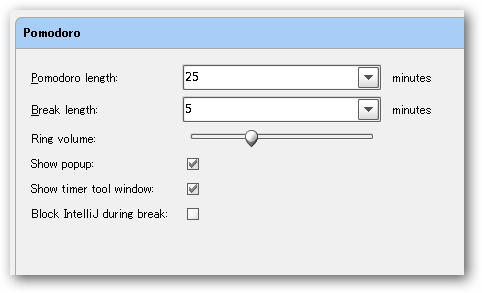 Pomodoro
Pomodoro length: 25 minutes
Break length: 5 minutes
Ring volume:
Show popup:
Show timer tool window:
Block IntelliJ during break: